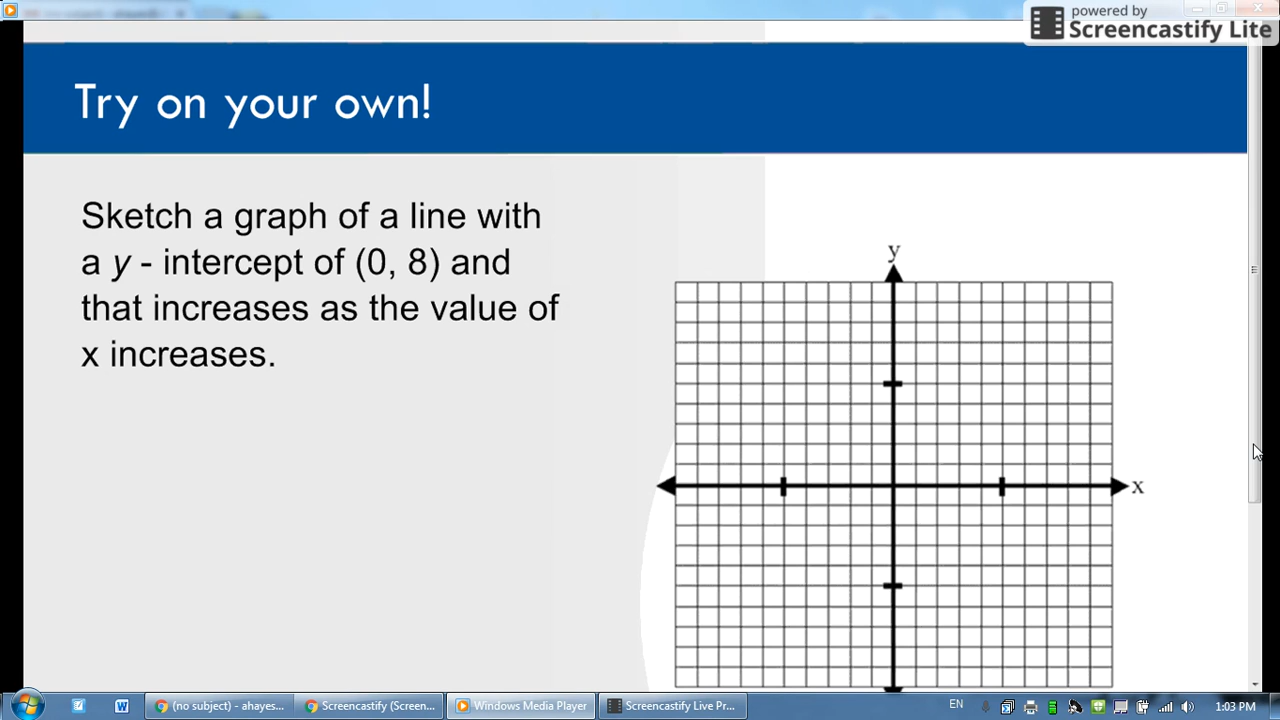 powered by
Screencastify Lite
Try on your own!
Sketch a graph of a line with
a y - intercept of (0, 8) and
that increases as the value of
x increases.
y
x
(no subject) - ahayes...
Screencastify (Screen...
Windows Media Player
Screencastify Live Pr...
EN
1:03 PM